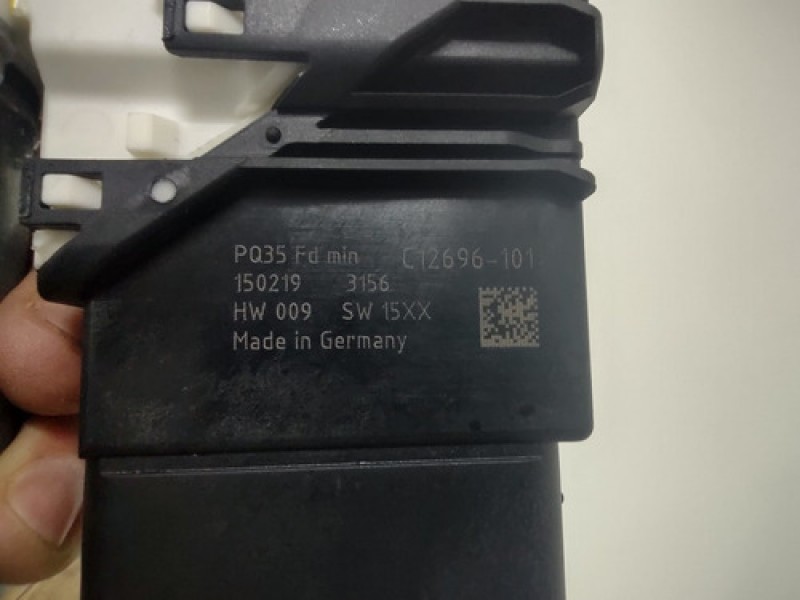 PQ35 Fd min C12696-101
150219 3156
HW 009 SW 15XX
Made in Germany